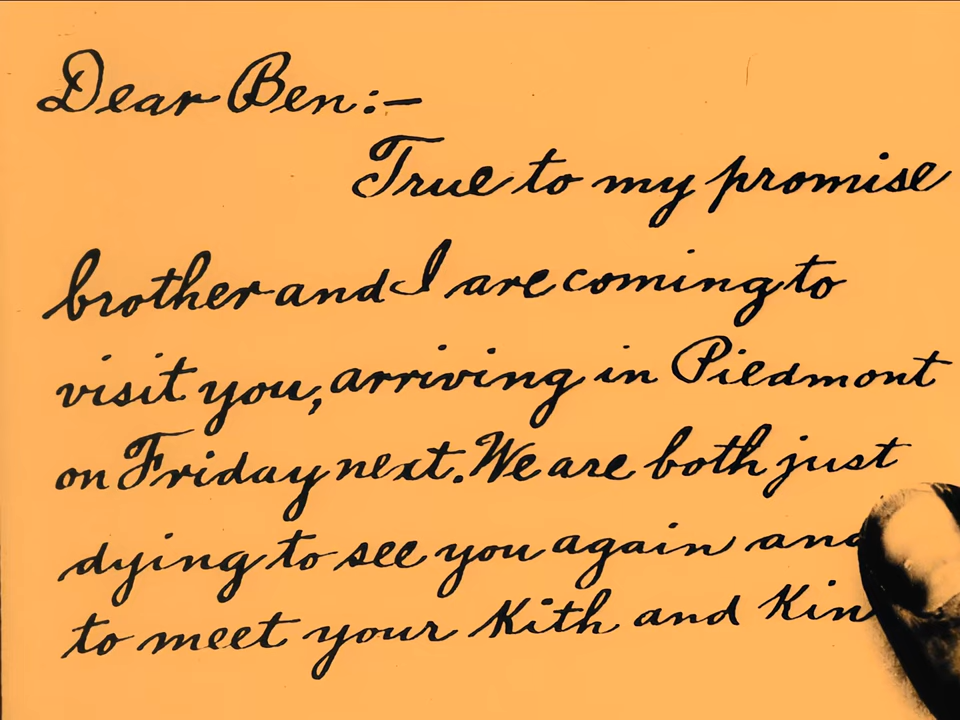 Dear Ben:—
True to my promise
brother and I are coming to
visit you, arriving in Piedmont
on Friday next. We are both just
dying to see you again and
to meet your Kith and Kin